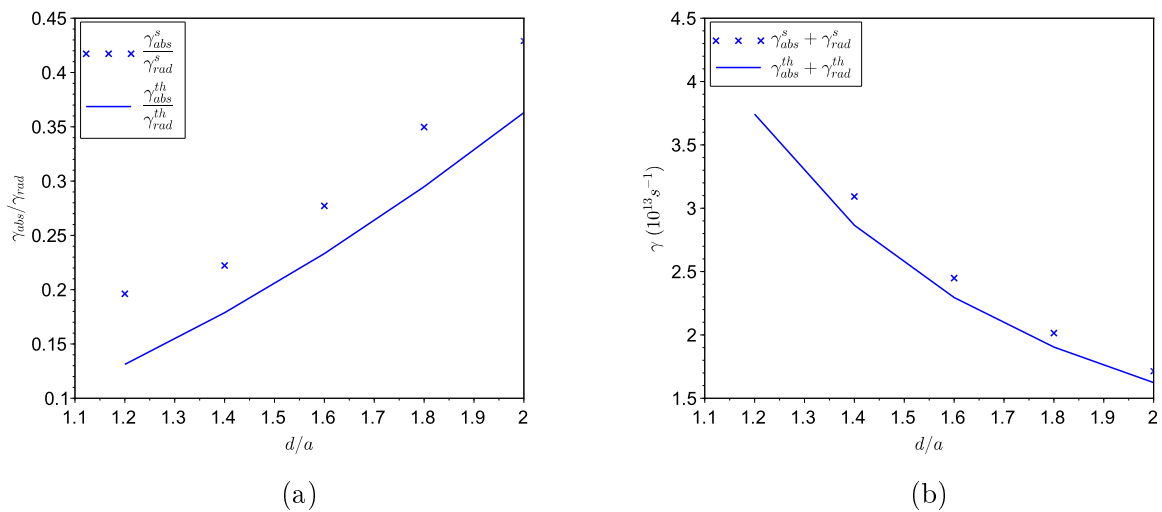 0.45
0.4
0.35
0.3
0.25
0.2
0.15
0.1
γ_abs/γ_rad
γ^s_abs / γ^s_rad
γ^th_abs / γ^th_rad
1.1 1.2 1.3 1.4 1.5 1.6 1.7 1.8 1.9 2
d/a
(a)
4.5
4
3.5
3
2.5
2
1.5
γ (10^13 s^−1)
γ^s_abs + γ^s_rad
γ^th_abs + γ^th_rad
1.1 1.2 1.3 1.4 1.5 1.6 1.7 1.8 1.9 2
d/a
(b)